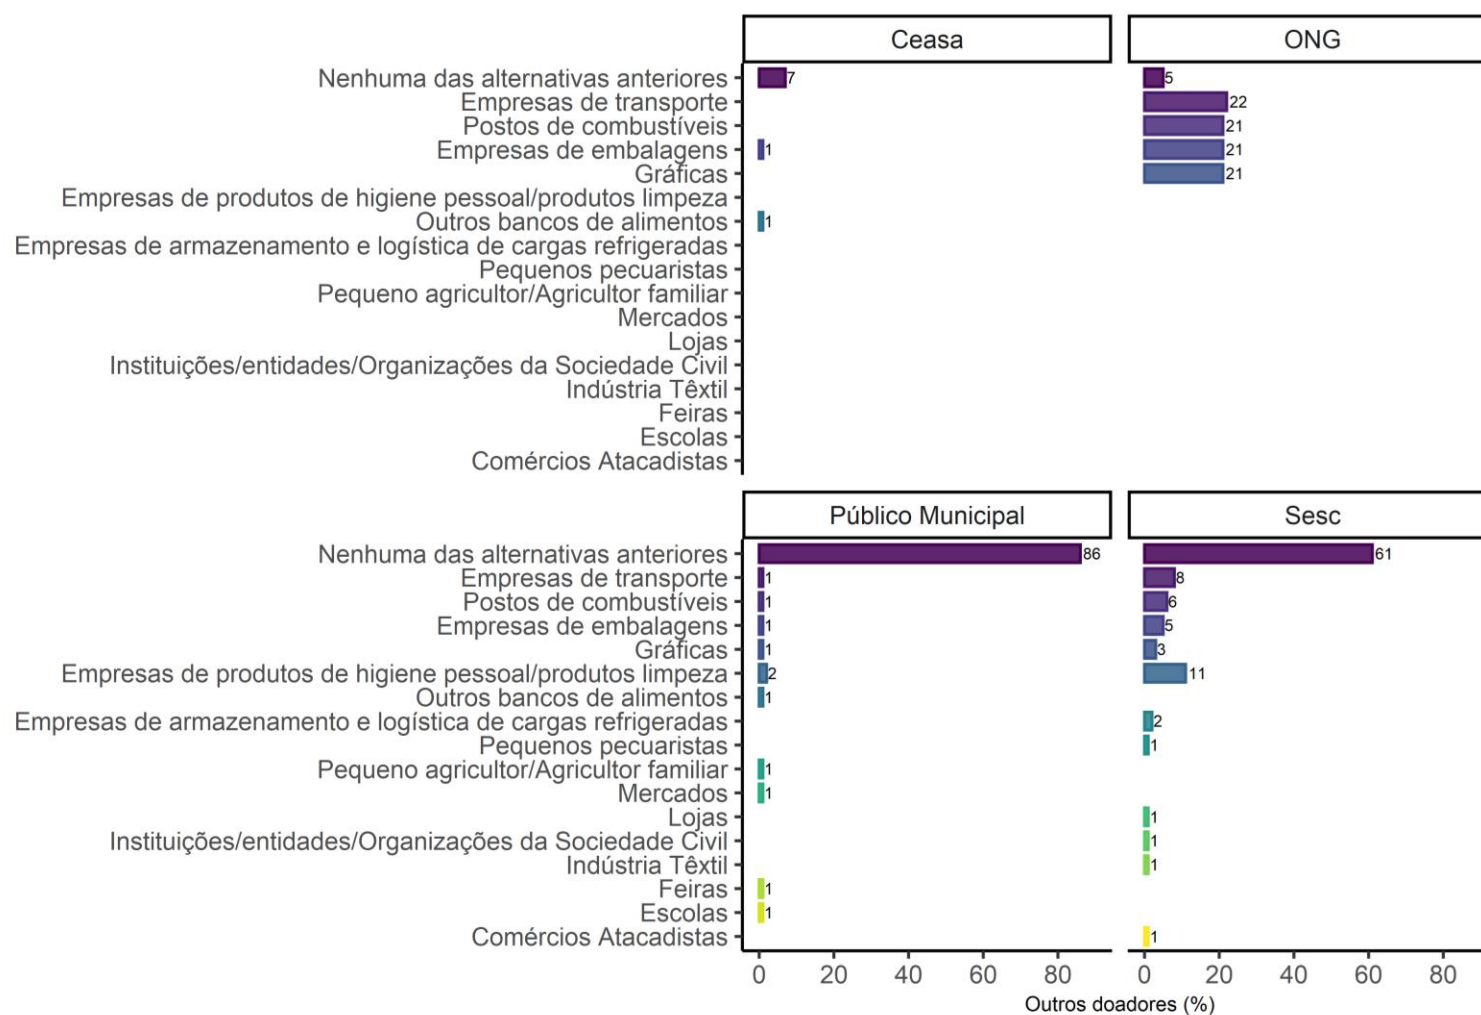 Ceasa ONG
Nenhuma das alternativas anteriores 7 5
Empresas de transporte 22
Postos de combustíveis 21
Empresas de embalagens 1 21
Gráficas 21
Empresas de produtos de higiene pessoal/produtos limpeza
Outros bancos de alimentos 1
Empresas de armazenamento e logística de cargas refrigeradas
Pequenos pecuaristas
Pequeno agricultor/Agricultor familiar
Mercados
Lojas
Instituições/entidades/Organizações da Sociedade Civil
Indústria Têxtil
Feiras
Escolas
Comércios Atacadistas
Público Municipal Sesc
Nenhuma das alternativas anteriores 86 61
Empresas de transporte 1 8
Postos de combustíveis 1 6
Empresas de embalagens 1 5
Gráficas 1 3
Empresas de produtos de higiene pessoal/produtos limpeza 2 11
Outros bancos de alimentos 1
Empresas de armazenamento e logística de cargas refrigeradas 2
Pequenos pecuaristas 1
Pequeno agricultor/Agricultor familiar 1
Mercados 1
Lojas 1
Instituições/entidades/Organizações da Sociedade Civil 1
Indústria Têxtil 1
Feiras 1
Escolas 1
Comércios Atacadistas 1
0 20 40 60 80 0 20 40 60 80
Outros doadores (%)